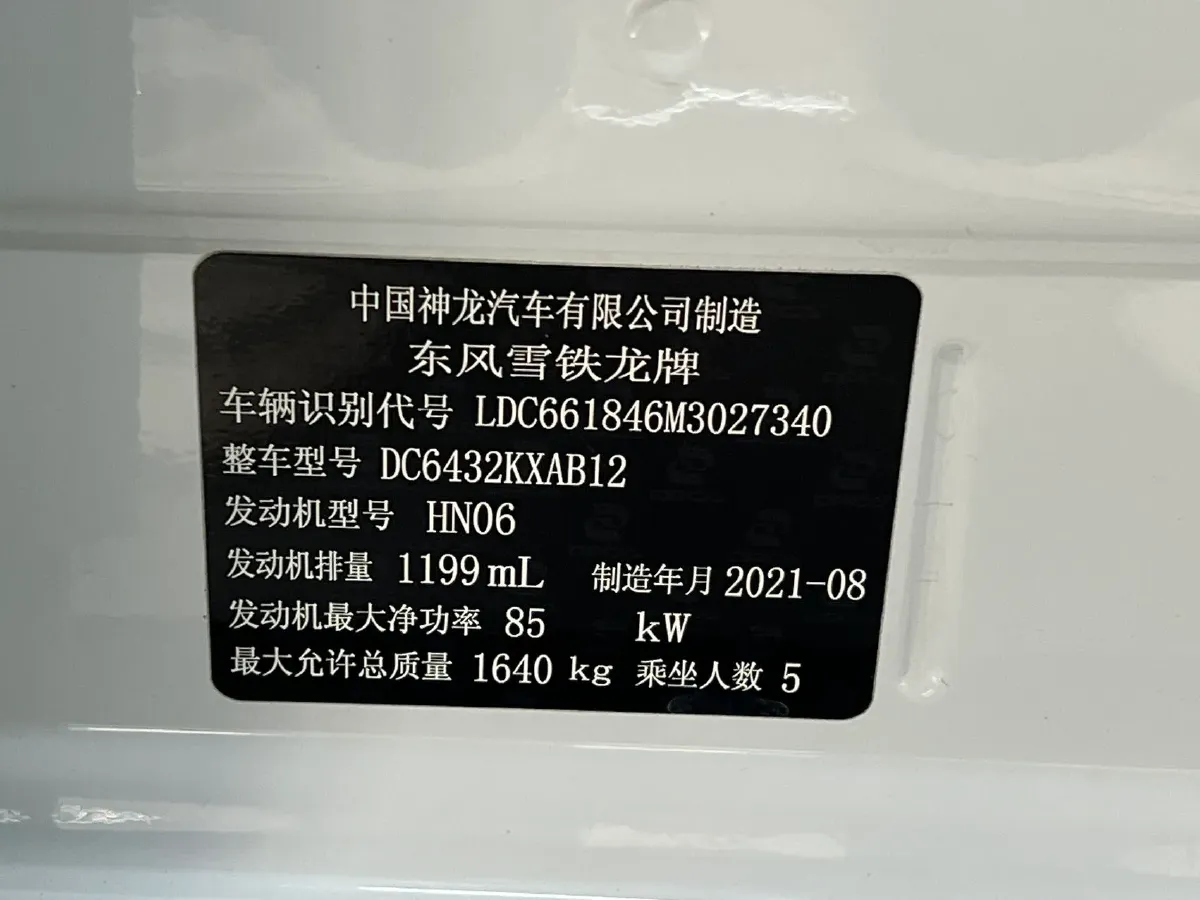 中国神龙汽车有限公司制造
东风雪铁龙牌
车辆识别代号 LDC661846M3027340
整车型号 DC6432KXAB12
发动机型号 HN06
发动机排量 1199mL 制造年月 2021-08
发动机最大净功率 85 kW
最大允许总质量 1640 kg 乘坐人数 5